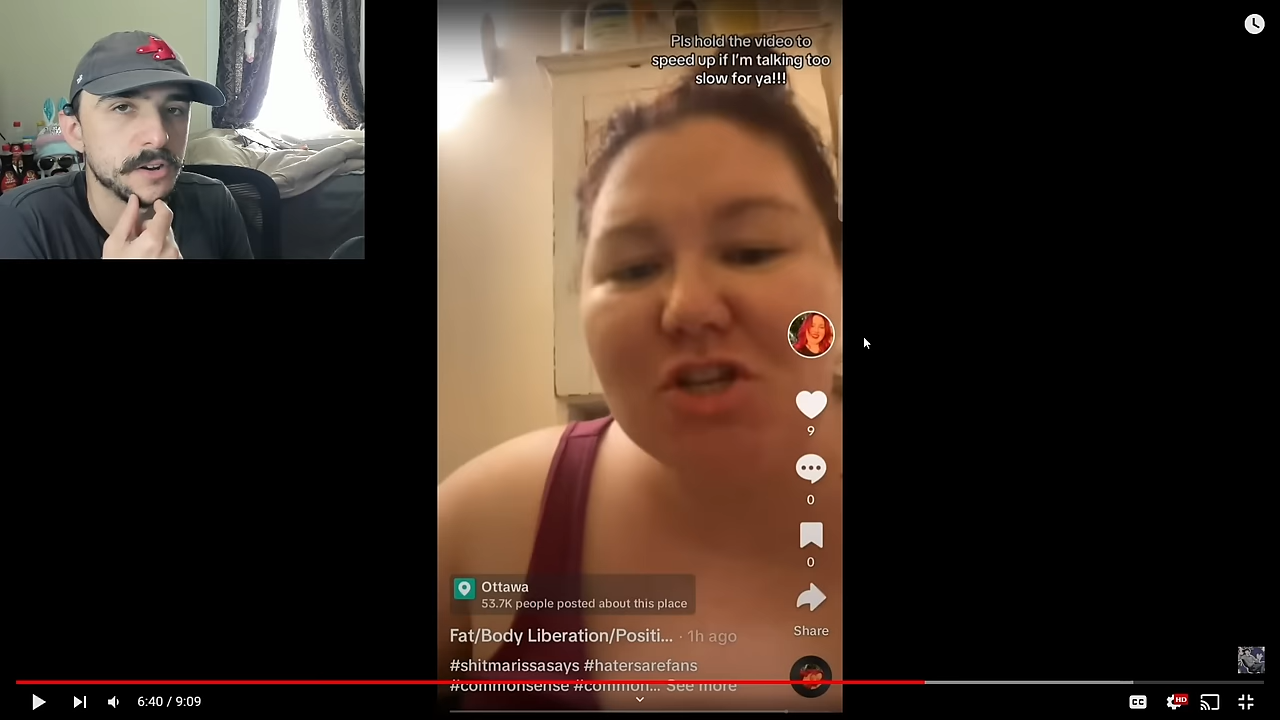 Pls hold the video to
speed up if I'm talking too
slow for ya!!!
9
0
0
Share
Ottawa
53.7K people posted about this place
Fat/Body Liberation/Positi... · 1h ago
#shitmarissasays #hatersarefans
#commonsense #common... See more
6:40 / 9:09
CC
HD